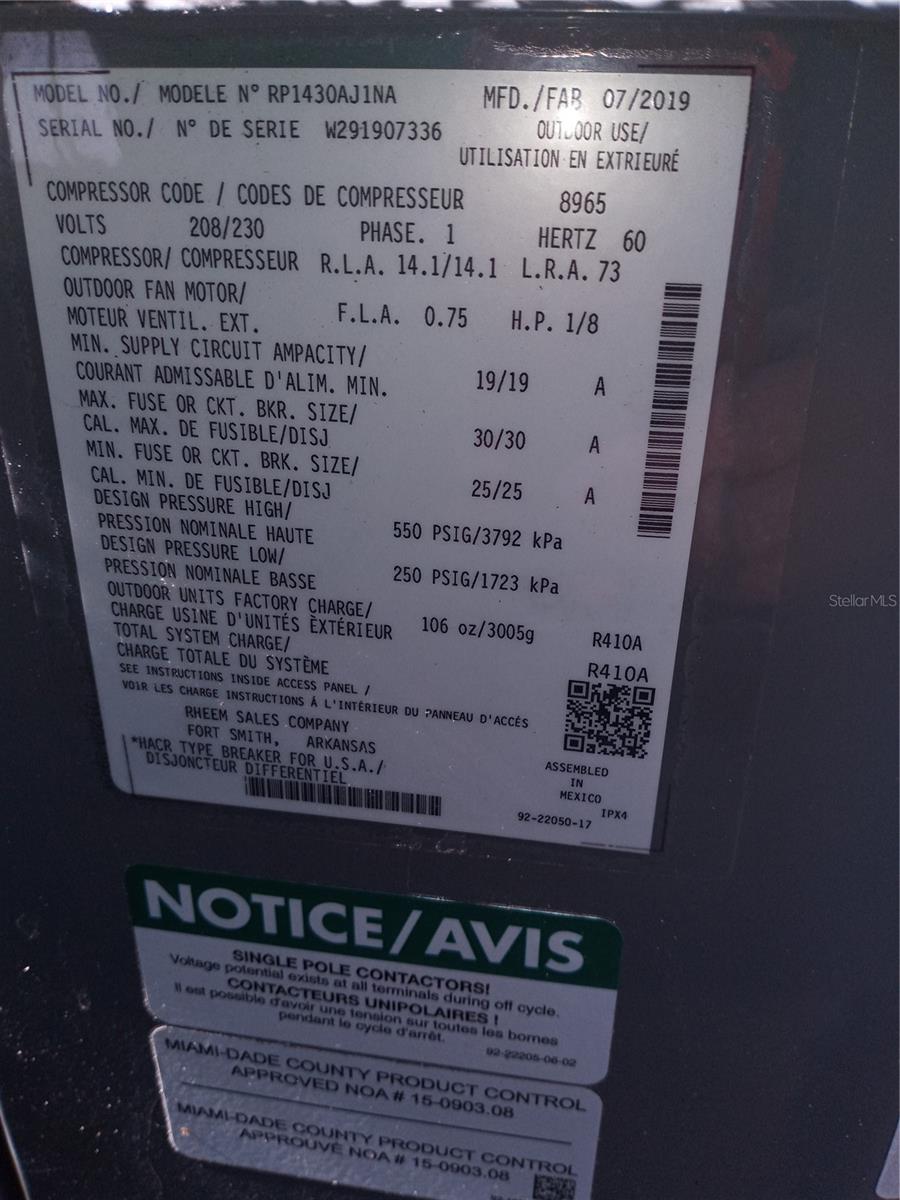 MODEL NO./ MODELE N° RP1430AJ1NA
MFD./FAB 07/2019
SERIAL NO./ N° DE SERIE W291907336
OUTDOOR USE/
UTILISATION EN EXTRIEURÉ
COMPRESSOR CODE / CODES DE COMPRESSEUR 8965
VOLTS 208/230 PHASE. 1 HERTZ 60
COMPRESSOR/ COMPRESSEUR R.L.A. 14.1/14.1 L.R.A. 73
OUTDOOR FAN MOTOR/
MOTEUR VENTIL. EXT. F.L.A. 0.75 H.P. 1/8
MIN. SUPPLY CIRCUIT AMPACITY/
COURANT ADMISSABLE D'ALIM. MIN. 19/19 A
MAX. FUSE OR CKT. BKR. SIZE/
CAL. MAX. DE FUSIBLE/DISJ 30/30 A
MIN. FUSE OR CKT. BRK. SIZE/
CAL. MIN. DE FUSIBLE/DISJ 25/25 A
DESIGN PRESSURE HIGH/
PRESSION NOMINALE HAUTE 550 PSIG/3792 kPa
DESIGN PRESSURE LOW/
PRESSION NOMINALE BASSE 250 PSIG/1723 kPa
OUTDOOR UNITS FACTORY CHARGE/
CHARGE USINE D'UNITÉS ÈXTÉRIEUR 106 oz/3005g R410A
TOTAL SYSTEM CHARGE/
CHARGE TOTALE DU SYSTÈME R410A
SEE INSTRUCTIONS INSIDE ACCESS PANEL /
VOIR LES CHARGE INSTRUCTIONS Á L'INTÉRIEUR DU PANNEAU D'ACCÉS
RHEEM SALES COMPANY
FORT SMITH, ARKANSAS
*HACR TYPE BREAKER FOR U.S.A./
DISJONCTEUR DIFFERENTIEL
ASSEMBLED
IN
MEXICO
IPX4
92-22050-17
NOTICE/AVIS
SINGLE POLE CONTACTORS!
Voltage potential exists at all terminals during off cycle.
CONTACTEURS UNIPOLAIRES !
Il est possible d'avoir une tension sur toutes les bornes
pendant le cycle d'arrêt.
92-22205-06-02
MIAMI-DADE COUNTY PRODUCT CONTROL
APPROVED NOA # 15-0903.08
MIAMI-DADE COUNTY PRODUCT CONTROL
APPROUVÉ NOA # 15-0903.08
StellarMLS